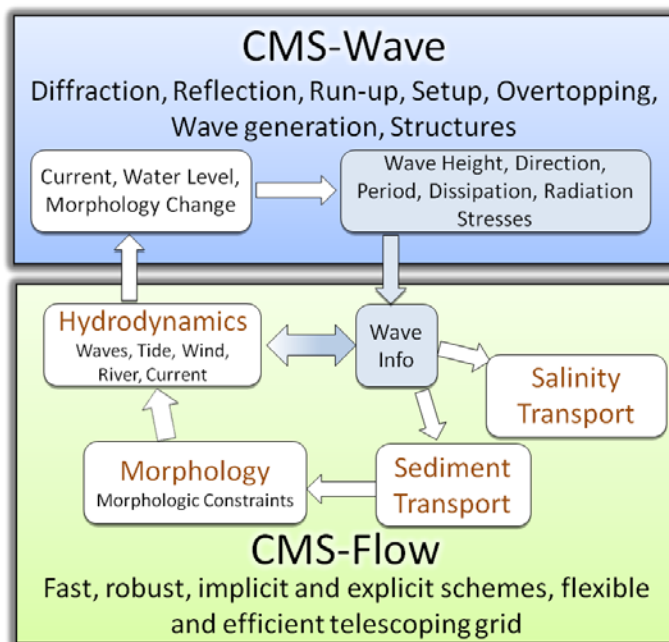 CMS-Wave
Diffraction, Reflection, Run-up, Setup, Overtopping,
Wave generation, Structures
Current, Water Level,
Morphology Change
Wave Height, Direction,
Period, Dissipation, Radiation
Stresses
Hydrodynamics
Waves, Tide, Wind,
River, Current
Wave
Info
Salinity
Transport
Morphology
Morphologic Constraints
Sediment
Transport
CMS-Flow
Fast, robust, implicit and explicit schemes, flexible
and efficient telescoping grid